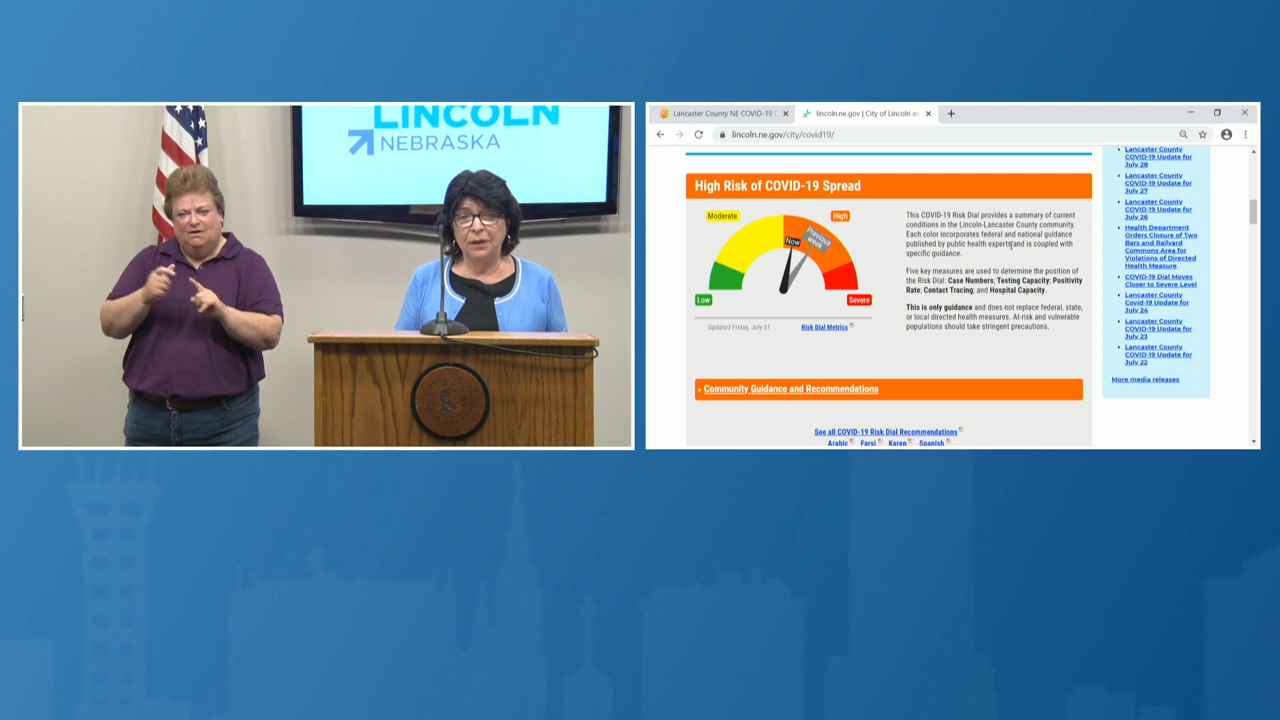 LINCOLN
NEBRASKA
Lancaster County NE COVID-19
lincoln.ne.gov | City of Lincoln an
lincoln.ne.gov/city/covid19/
High Risk of COVID-19 Spread
Moderate
High
Now
Previous
week
Low
Severe
Updated Friday, July 31
Risk Dial Metrics
This COVID-19 Risk Dial provides a summary of current
conditions in the Lincoln-Lancaster County community.
Each color incorporates federal and national guidance
published by public health experts and is coupled with
specific guidance.
Five key measures are used to determine the position of
the Risk Dial: Case Numbers; Testing Capacity; Positivity
Rate; Contact Tracing; and Hospital Capacity.
This is only guidance and does not replace federal, state,
or local directed health measures. At-risk and vulnerable
populations should take stringent precautions.
+ Community Guidance and Recommendations
See all COVID-19 Risk Dial Recommendations
Arabic Farsi Karen Spanish
Lancaster County
COVID-19 Update for
July 28
Lancaster County
COVID-19 Update for
July 27
Lancaster County
COVID-19 Update for
July 26
Health Department
Orders Closure of Two
Bars and Railyard
Commons Area for
Violations of Directed
Health Measure
COVID-19 Dial Moves
Closer to Severe Level
Lancaster County
Covid-19 Update for
July 24
Lancaster County
COVID-19 Update for
July 23
Lancaster County
COVID-19 Update for
July 22
More media releases